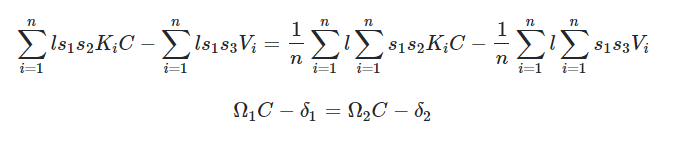 $$\sum_{i=1}^{n} l s_1 s_2 K_i C - \sum_{i=1}^{n} l s_1 s_3 V_i = \frac{1}{n} \sum_{i=1}^{n} l \sum_{i=1}^{n} s_1 s_2 K_i C - \frac{1}{n} \sum_{i=1}^{n} l \sum_{i=1}^{n} s_1 s_3 V_i$$
$$\Omega_1 C - \delta_1 = \Omega_2 C - \delta_2$$